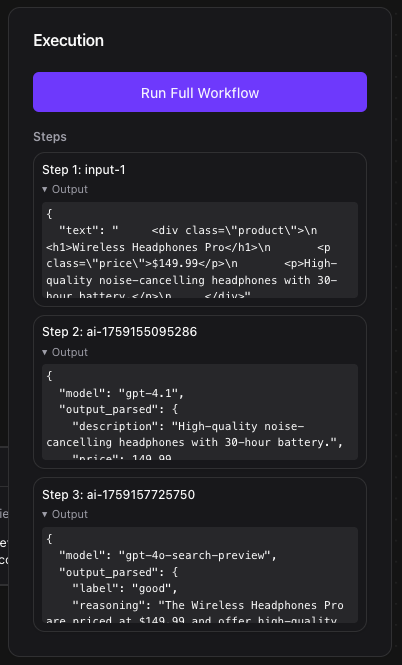 Execution
Run Full Workflow
Steps
Step 1: input-1
▾ Output
{
"text": "     <div class=\"product\">\n
<h1>Wireless Headphones Pro</h1>\n       <p
class=\"price\">$149.99</p>\n       <p>High-
quality noise-cancelling headphones with 30-
hour battery.</p>\n     </div>"
Step 2: ai-1759155095286
▾ Output
{
"model": "gpt-4.1",
"output_parsed": {
"description": "High-quality noise-
cancelling headphones with 30-hour battery.",
"price": 149.99
Step 3: ai-1759157725750
▾ Output
{
"model": "gpt-4o-search-preview",
"output_parsed": {
"label": "good",
"reasoning": "The Wireless Headphones Pro
are priced at $149.99 and offer high-quality